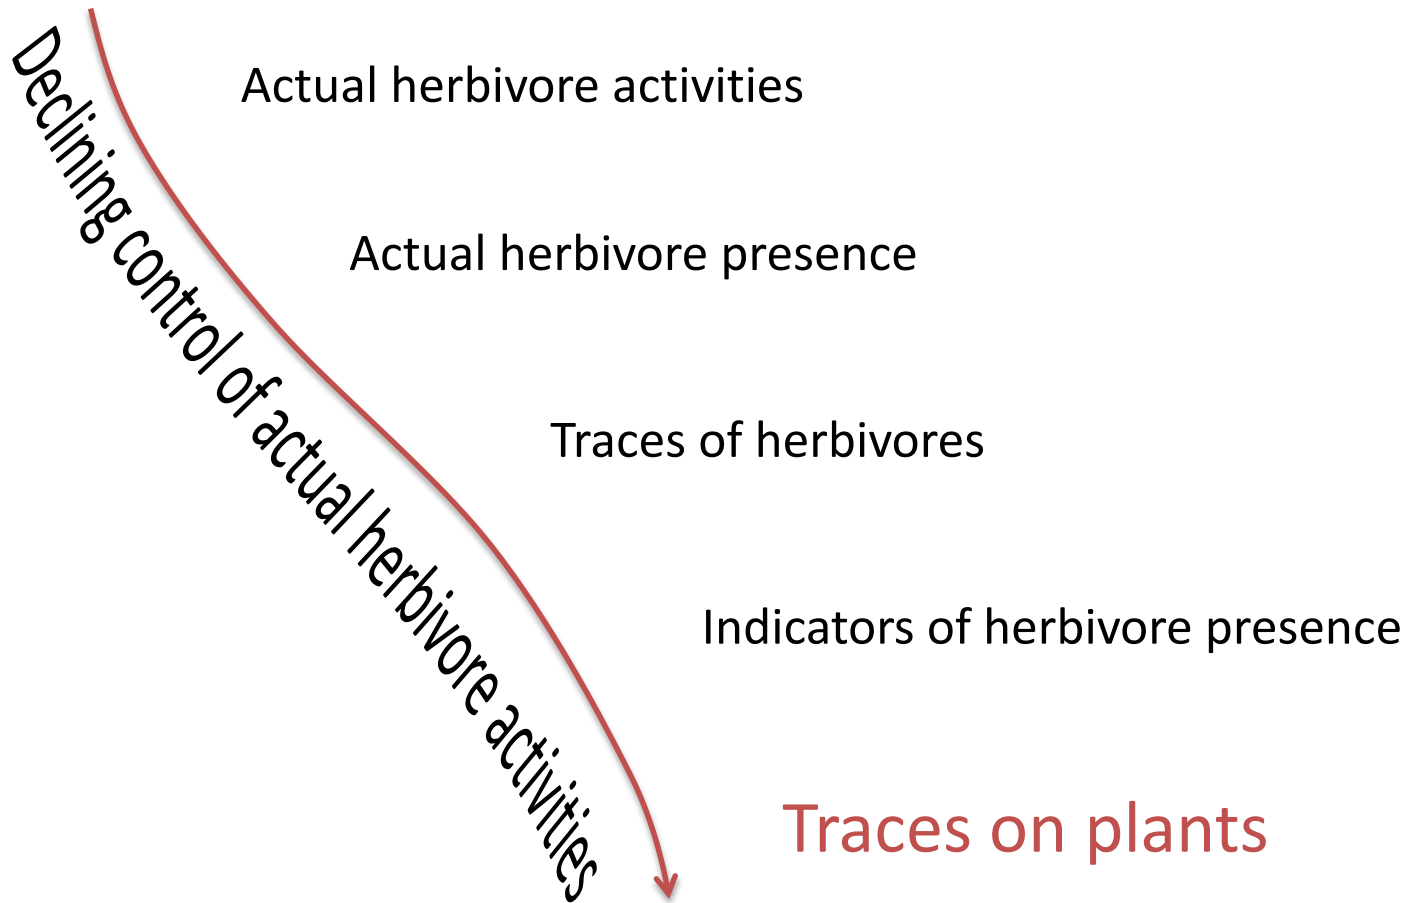 Declining control of actual herbivore activities
Actual herbivore activities
Actual herbivore presence
Traces of herbivores
Indicators of herbivore presence
Traces on plants